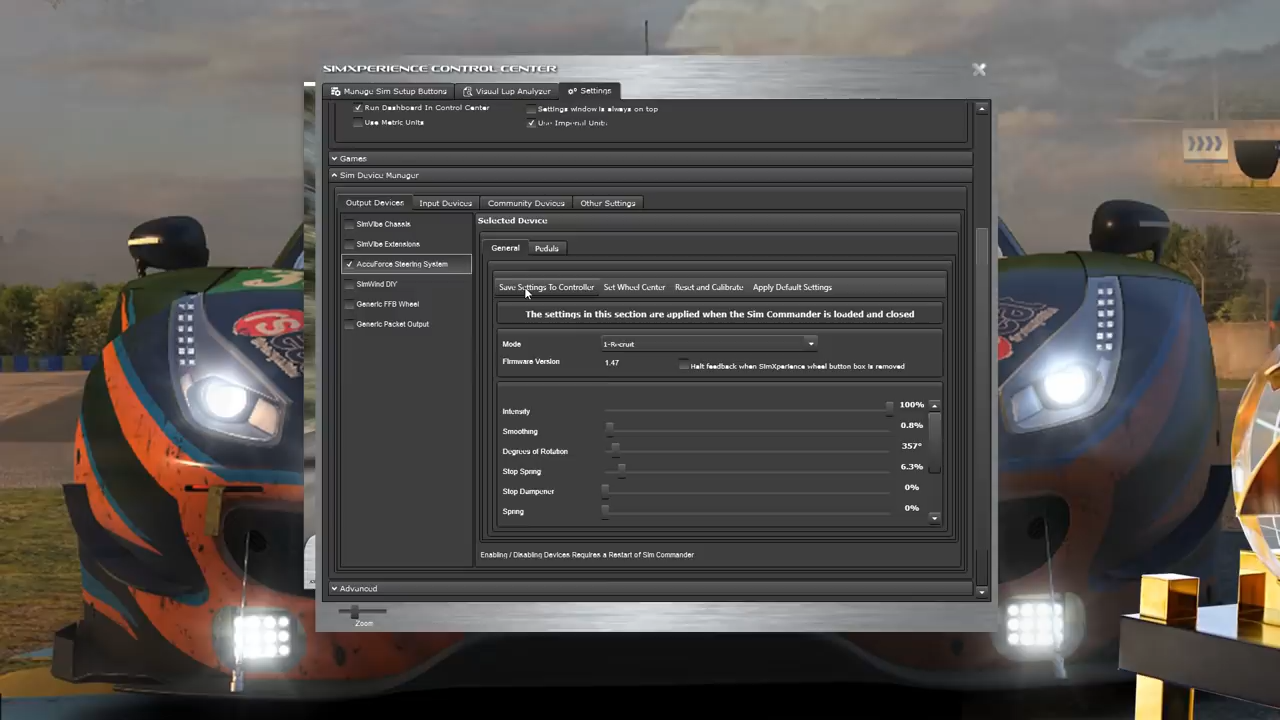 SIMXPERIENCE CONTROL CENTER
Manage Sim Setup Buttons
Visual Lap Analyzer
Settings
Run Dashboard In Control Center
Settings window is always on top
Use Metric Units
Use Imperial Units
Games
Sim Device Manager
Output Devices
Input Devices
Community Devices
Other Settings
SimVibe Chassis
SimVibe Extensions
AccuForce Steering System
SimWind DIY
Generic FFB Wheel
Generic Packet Output
Selected Device
General
Pedals
Save Settings To Controller
Set Wheel Center
Reset and Calibrate
Apply Default Settings
The settings in this section are applied when the Sim Commander is loaded and closed
Mode
1-Recruit
Firmware Version
1.47
Halt feedback when SimXperience wheel button box is removed
Intensity
100%
Smoothing
0.8%
Degrees of Rotation
357°
Stop Spring
6.3%
Stop Dampener
0%
Spring
0%
Enabling / Disabling Devices Requires a Restart of Sim Commander
Advanced
Zoom